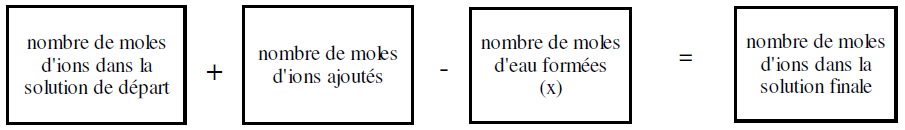 nombre de moles
d'ions dans la
solution de départ
+
nombre de moles
d'ions ajoutés
-
nombre de moles
d'eau formées
(x)
=
nombre de moles
d'ions dans la
solution finale